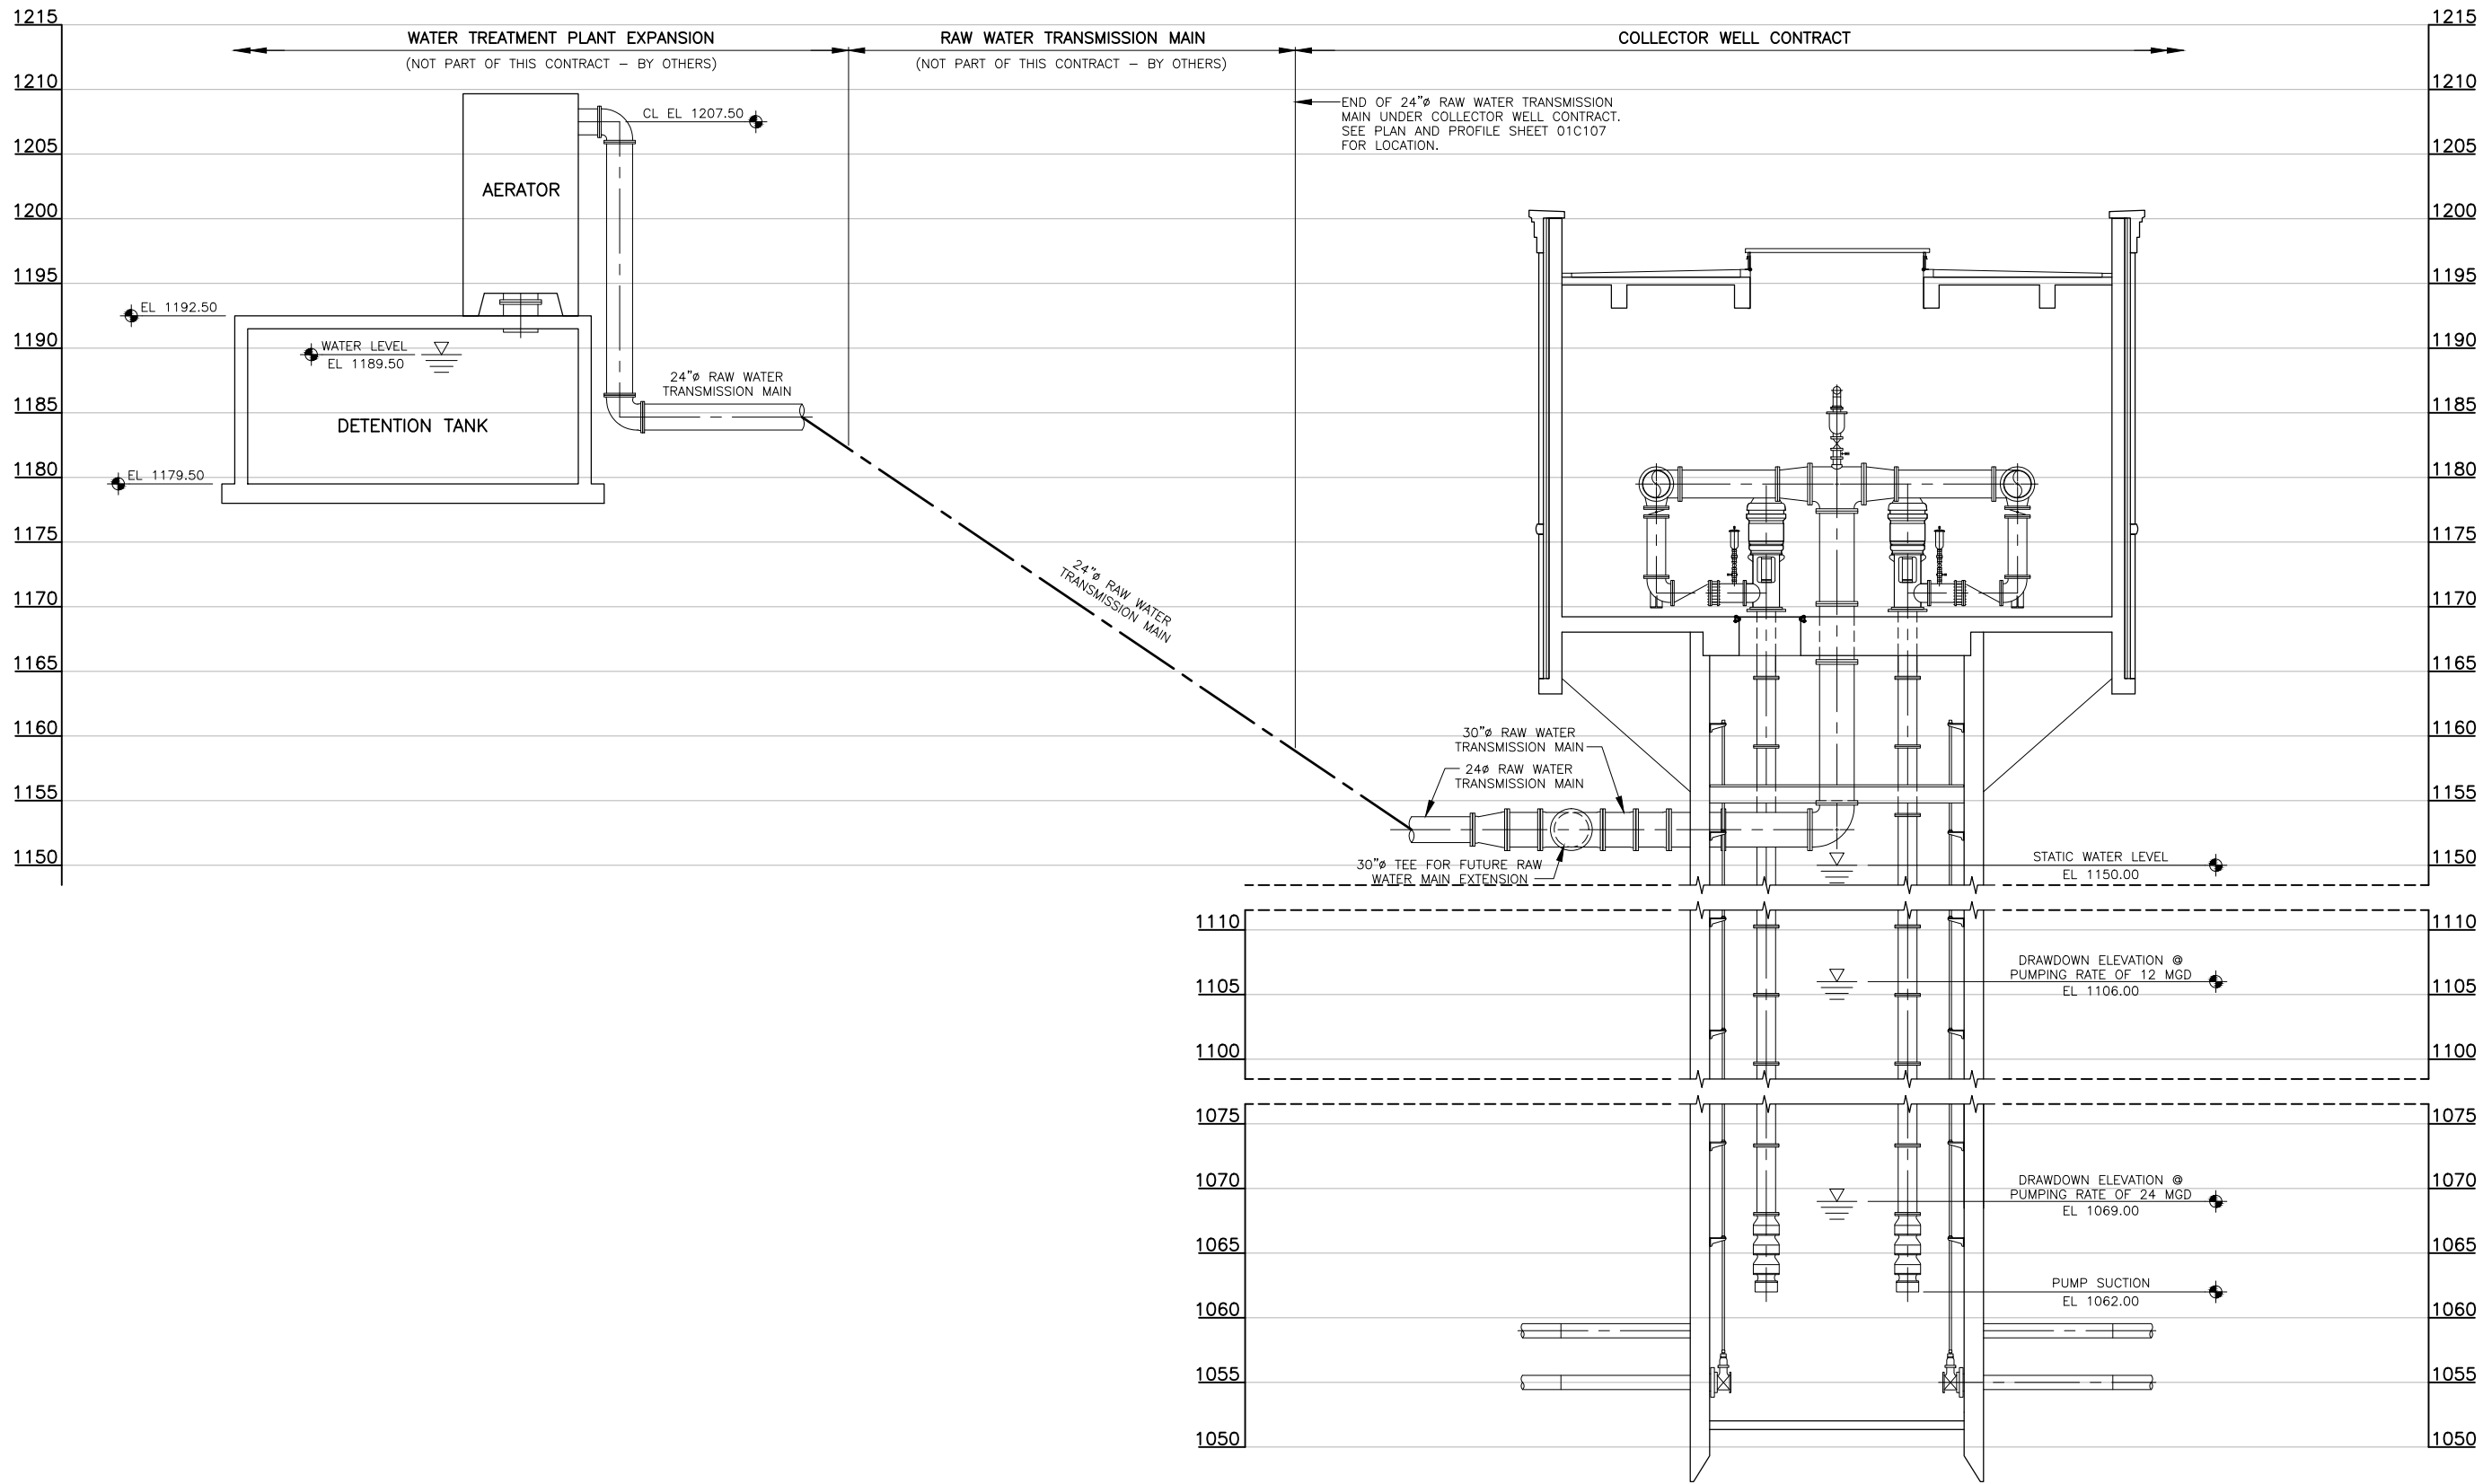 WATER TREATMENT PLANT EXPANSION
(NOT PART OF THIS CONTRACT – BY OTHERS)
RAW WATER TRANSMISSION MAIN
(NOT PART OF THIS CONTRACT – BY OTHERS)
COLLECTOR WELL CONTRACT
1215
1210
1205
1200
1195
1190
1185
1180
1175
1170
1165
1160
1155
1150
CL EL 1207.50
AERATOR
EL 1192.50
WATER LEVEL
EL 1189.50
DETENTION TANK
EL 1179.50
24"ø RAW WATER
TRANSMISSION MAIN
24"ø RAW WATER
TRANSMISSION MAIN
END OF 24"ø RAW WATER TRANSMISSION
MAIN UNDER COLLECTOR WELL CONTRACT.
SEE PLAN AND PROFILE SHEET 01C107
FOR LOCATION.
30"ø RAW WATER
TRANSMISSION MAIN
24ø RAW WATER
TRANSMISSION MAIN
30"ø TEE FOR FUTURE RAW
WATER MAIN EXTENSION
STATIC WATER LEVEL
EL 1150.00
1110
1105
1100
DRAWDOWN ELEVATION @
PUMPING RATE OF 12 MGD
EL 1106.00
1075
1070
1065
1060
1055
1050
DRAWDOWN ELEVATION @
PUMPING RATE OF 24 MGD
EL 1069.00
PUMP SUCTION
EL 1062.00
1215
1210
1205
1200
1195
1190
1185
1180
1175
1170
1165
1160
1155
1150
1110
1105
1100
1075
1070
1065
1060
1055
1050